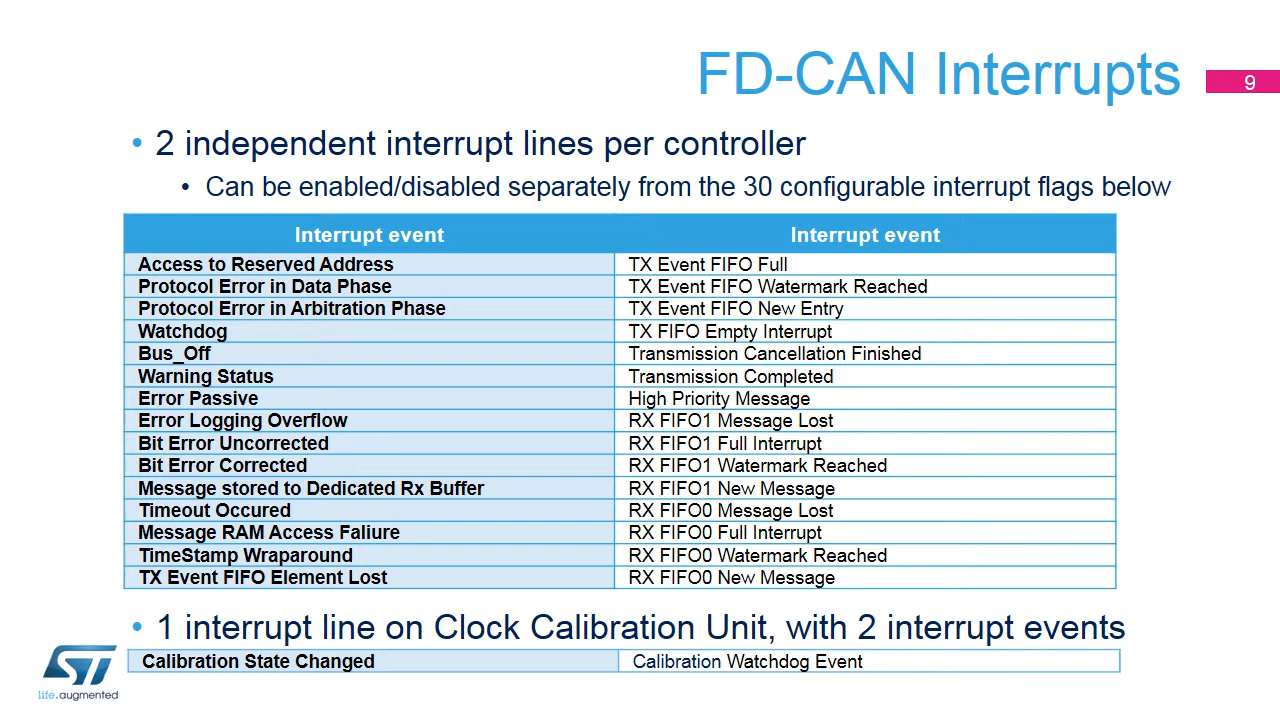 FD-CAN Interrupts
9
• 2 independent interrupt lines per controller
• Can be enabled/disabled separately from the 30 configurable interrupt flags below
Interrupt event Interrupt event
Access to Reserved Address TX Event FIFO Full
Protocol Error in Data Phase TX Event FIFO Watermark Reached
Protocol Error in Arbitration Phase TX Event FIFO New Entry
Watchdog TX FIFO Empty Interrupt
Bus_Off Transmission Cancellation Finished
Warning Status Transmission Completed
Error Passive High Priority Message
Error Logging Overflow RX FIFO1 Message Lost
Bit Error Uncorrected RX FIFO1 Full Interrupt
Bit Error Corrected RX FIFO1 Watermark Reached
Message stored to Dedicated Rx Buffer RX FIFO1 New Message
Timeout Occured RX FIFO0 Message Lost
Message RAM Access Faliure RX FIFO0 Full Interrupt
TimeStamp Wraparound RX FIFO0 Watermark Reached
TX Event FIFO Element Lost RX FIFO0 New Message
• 1 interrupt line on Clock Calibration Unit, with 2 interrupt events
Calibration State Changed Calibration Watchdog Event
ST
life.augmented